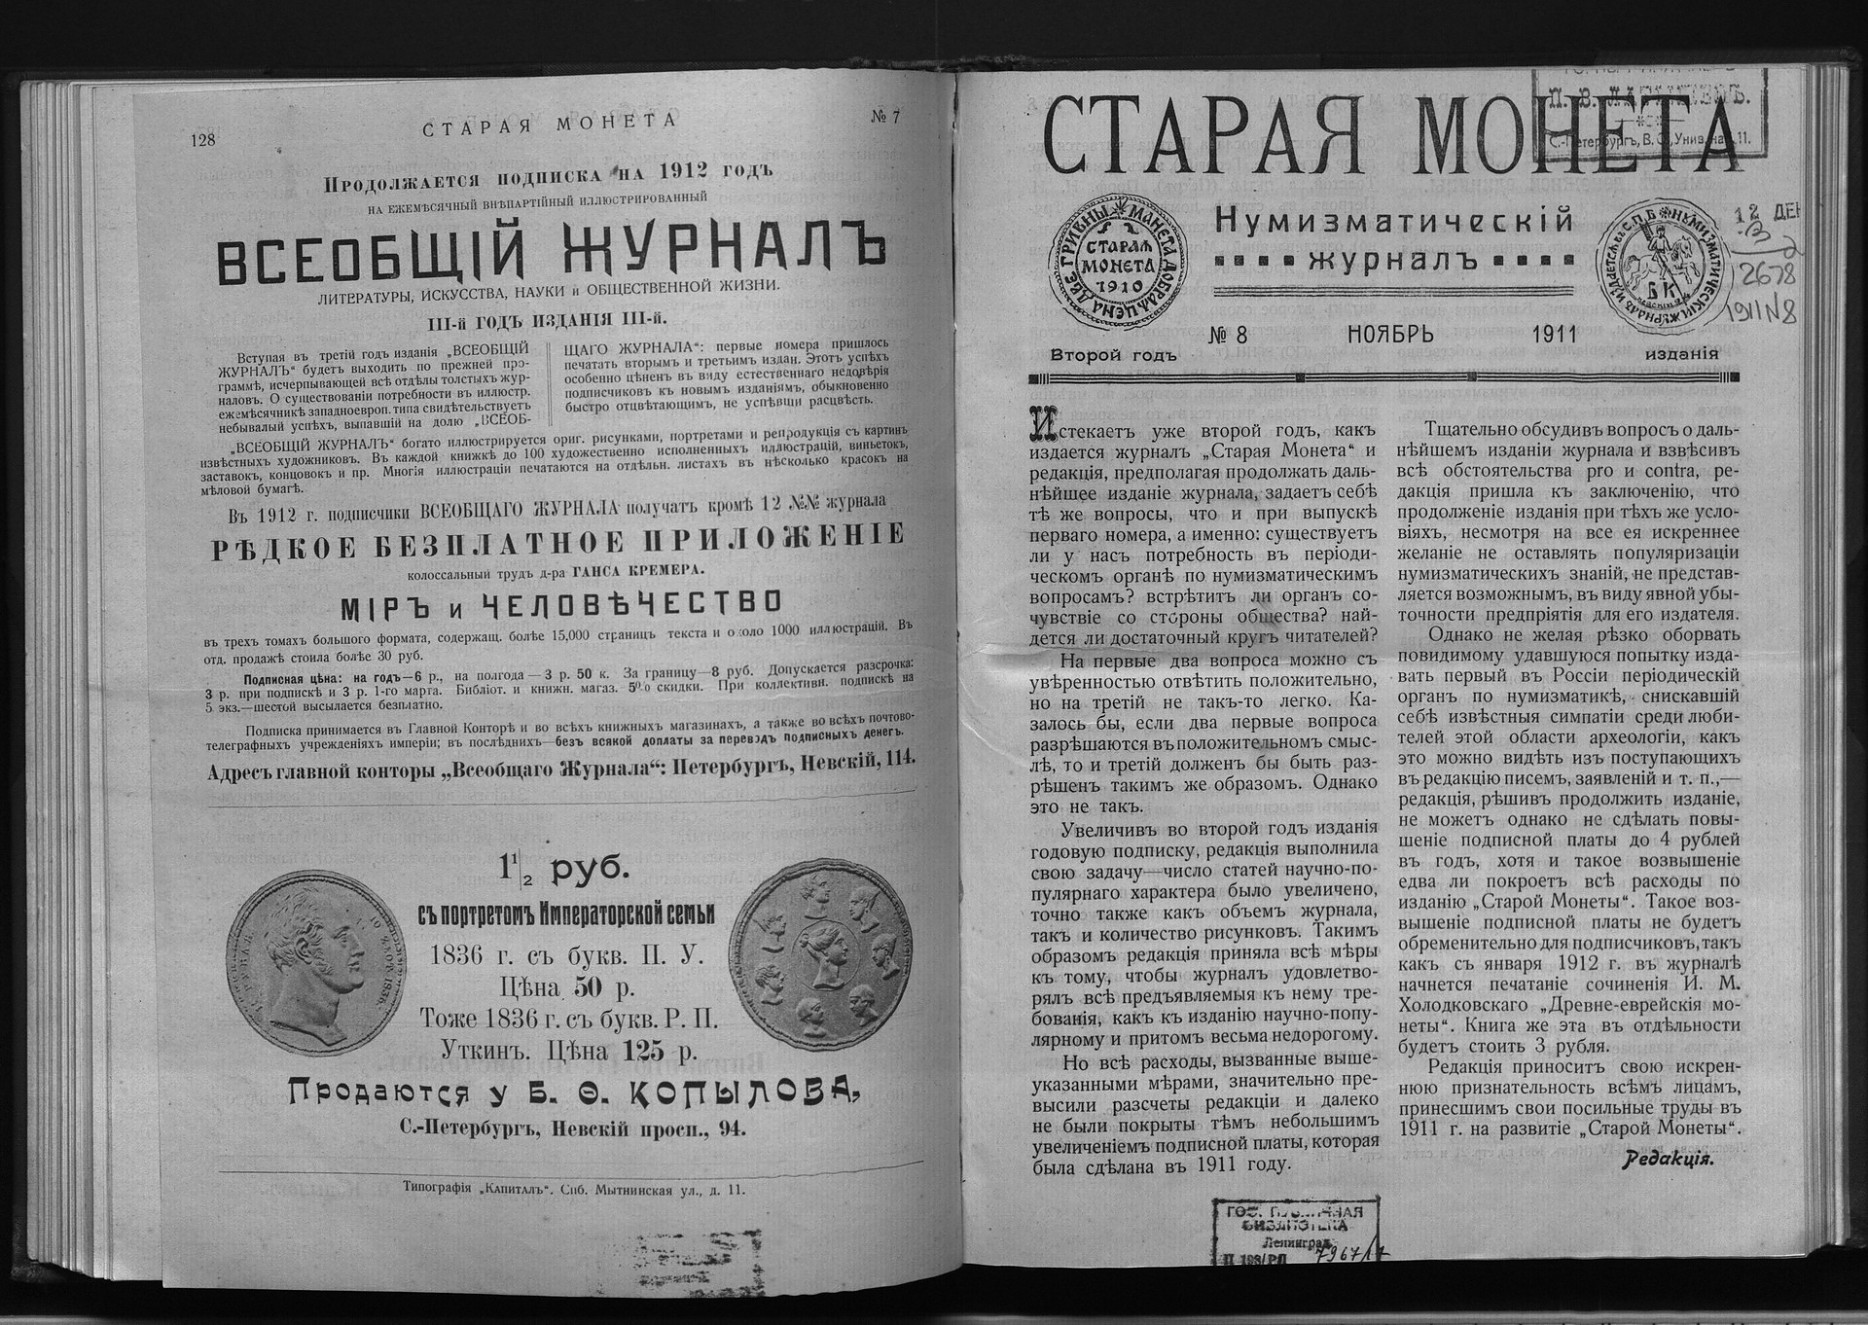 128
СТАРАЯ МОНЕТА
№ 7
Продолжается подписка на 1912 годъ
на ежемѣсячный внѣпартійный иллюстрированный
ВСЕОБЩІЙ ЖУРНАЛЪ
ЛИТЕРАТУРЫ, ИСКУССТВА, НАУКИ и ОБЩЕСТВЕННОЙ ЖИЗНИ.
III-й ГОДЪ ИЗДАНІЯ III-й.
Вступая въ третій годъ изданія „ВСЕОБЩІЙ
ЖУРНАЛЪ“ будетъ выходить по прежней про-
граммѣ, исчерпывающей всѣ отдѣлы толстыхъ жур-
наловъ. О существованіи потребности въ иллюстр.
ежемѣсячникѣ западноевроп. типа свидѣтельствуетъ
небывалый успѣхъ, выпавшій на долю „ВСЕОБ-
ЩАГО ЖУРНАЛА“: первые номера пришлось
печатать вторымъ и третьимъ издан. Этотъ успѣхъ
особенно цѣненъ въ виду естественнаго недовѣрія
подписчиковъ къ новымъ изданіямъ, обыкновенно
быстро отцвѣтающимъ, не успѣвши расцвѣсть.
„ВСЕОБЩІЙ ЖУРНАЛЪ“ богато иллюстрируется ориг. рисунками, портретами и репродукція съ картинъ
извѣстныхъ художниковъ. Въ каждой книжкѣ до 100 художественно исполненныхъ иллюстрацій, виньетокъ,
заставокъ, концовокъ и пр. Многія иллюстраціи печатаются на отдѣльн. листахъ въ нѣсколько красокъ на
мѣловой бумагѣ.
Въ 1912 г. подписчики ВСЕОБЩАГО ЖУРНАЛА получатъ кромѣ 12 №№ журнала
РѢДКОЕ БЕЗПЛАТНОЕ ПРИЛОЖЕНІЕ
колоссальный трудъ д-ра ГАНСА КРЕМЕРА.
МІРЪ и ЧЕЛОВѢЧЕСТВО
въ трехъ томахъ большого формата, содержащ. болѣе 15,000 страницъ текста и около 1000 иллюстрацій. Въ
отд. продажѣ стоила болѣе 30 руб.
Подписная цѣна: на годъ—6 р., на полгода—3 р. 50 к. За границу—8 руб. Допускается разсрочка:
3 р. при подпискѣ и 3 р. 1-го марта. Библіот. и книжн. магаз. 5% скидки. При коллективн. подпискѣ на
5 экз.—шестой высылается безплатно.
Подписка принимается въ Главной Конторѣ и во всѣхъ книжныхъ магазинахъ, а также во всѣхъ почтово-
телеграфныхъ учрежденіяхъ имперіи; въ послѣднихъ—безъ всякой доплаты за переводъ подписныхъ денегъ.
Адресъ главной конторы „Всеобщаго Журнала“: Петербургъ, Невскій, 114.
1 1/2 руб.
съ портретомъ Императорской семьи
1836 г. съ букв. П. У.
Цѣна 50 р.
Тоже 1836 г. съ букв. Р. П.
Уткинъ. Цѣна 125 р.
Продаются у Б. Ѳ. КОПЫЛОВА,
С.-Петербургъ, Невскій просп., 94.
Типографія „Капиталъ“. Спб. Мытнинская ул., д. 11.
СТАРАЯ МОНЕТА
С.-Петербургъ, В. О.
ДВЕ ГРИВНЫ МАНЕТА ДОБРАЯ ЦЕНА
СТАРАЯ
МОНЕТА
1910
Нумизматическій
журналъ
НУМИЗМАТИЧЕСКІЙ ЖУРНАЛЪ ИЗДАЕТСЯ ВЪ С.П.Б
В К
12 ДЕК
2678
1911 N8
№ 8 НОЯБРЬ 1911
Второй годъ изданія
Истекаетъ уже второй годъ, какъ
издается журналъ „Старая Монета“ и
редакція, предполагая продолжать даль-
нѣйшее изданіе журнала, задаетъ себѣ
тѣ же вопросы, что и при выпускѣ
перваго номера, а именно: существуетъ
ли у насъ потребность въ періоди-
ческомъ органѣ по нумизматическимъ
вопросамъ? встрѣтитъ ли органъ со-
чувствіе со стороны общества? най-
дется ли достаточный кругъ читателей?
На первые два вопроса можно съ
увѣренностью отвѣтить положительно,
но на третій не такъ-то легко. Ка-
залось бы, если два первые вопроса
разрѣшаются въ положительномъ смыс-
лѣ, то и третій долженъ бы быть раз-
рѣшенъ такимъ же образомъ. Однако
это не такъ.
Увеличивъ во второй годъ изданія
годовую подписку, редакція выполнила
свою задачу—число статей научно-по-
пулярнаго характера было увеличено,
точно также какъ объемъ журнала,
такъ и количество рисунковъ. Такимъ
образомъ редакція приняла всѣ мѣры
къ тому, чтобы журналъ удовлетво-
рялъ всѣ предъявляемыя къ нему тре-
бованія, какъ къ изданію научно-попу-
лярному и притомъ весьма недорогому.
Но всѣ расходы, вызванные выше-
указанными мѣрами, значительно пре-
высили разсчеты редакціи и далеко
не были покрыты тѣмъ небольшимъ
увеличеніемъ подписной платы, которая
была сдѣлана въ 1911 году.
Тщательно обсудивъ вопросъ о даль-
нѣйшемъ изданіи журнала и взвѣсивъ
всѣ обстоятельства pro и contra, ре-
дакція пришла къ заключенію, что
продолженіе изданія при тѣхъ же усло-
віяхъ, несмотря на все ея искреннее
желаніе не оставлять популяризаціи
нумизматическихъ знаній, не представ-
ляется возможнымъ, въ виду явной убы-
точности предпріятія для его издателя.
Однако не желая рѣзко оборвать
повидимому удавшуюся попытку изда-
вать первый въ Россіи періодическій
органъ по нумизматикѣ, снискавшій
себѣ извѣстныя симпатіи среди люби-
телей этой области археологіи, какъ
это можно видѣть изъ поступающихъ
въ редакцію писемъ, заявленій и т. п.,—
редакція, рѣшивъ продолжить изданіе,
не можетъ однако не сдѣлать повы-
шеніе подписной платы до 4 рублей
въ годъ, хотя и такое возвышеніе
едва ли покроетъ всѣ расходы по
изданію „Старой Монеты“. Такое воз-
вышеніе подписной платы не будетъ
обременительно для подписчиковъ, такъ
какъ съ января 1912 г. въ журналѣ
начнется печатаніе сочиненія И. М.
Холодковскаго „Древне-еврейскія мо-
неты“. Книга же эта въ отдѣльности
будетъ стоить 3 рубля.
Редакція приноситъ свою искрен-
нюю признательность всѣмъ лицамъ,
принесшимъ свои посильные труды въ
1911 г. на развитіе „Старой Монеты“.
Редакція.
ГОС. ПУБЛИЧНАЯ
БИБЛИОТЕКА
Ленинград